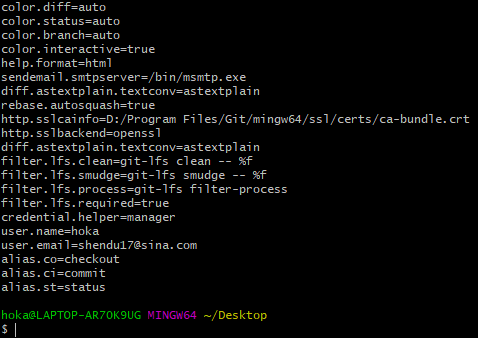 color.diff=auto
color.status=auto
color.branch=auto
color.interactive=true
help.format=html
sendemail.smtpserver=/bin/msmtp.exe
diff.astextplain.textconv=astextplain
rebase.autosquash=true
http.sslcainfo=D:/Program Files/Git/mingw64/ssl/certs/ca-bundle.crt
http.sslbackend=openssl
diff.astextplain.textconv=astextplain
filter.lfs.clean=git-lfs clean -- %f
filter.lfs.smudge=git-lfs smudge -- %f
filter.lfs.process=git-lfs filter-process
filter.lfs.required=true
credential.helper=manager
user.name=hoka
user.email=shendu17@sina.com
alias.co=checkout
alias.ci=commit
alias.st=status
hoka@LAPTOP-AR7OK9UG MINGW64 ~/Desktop
$